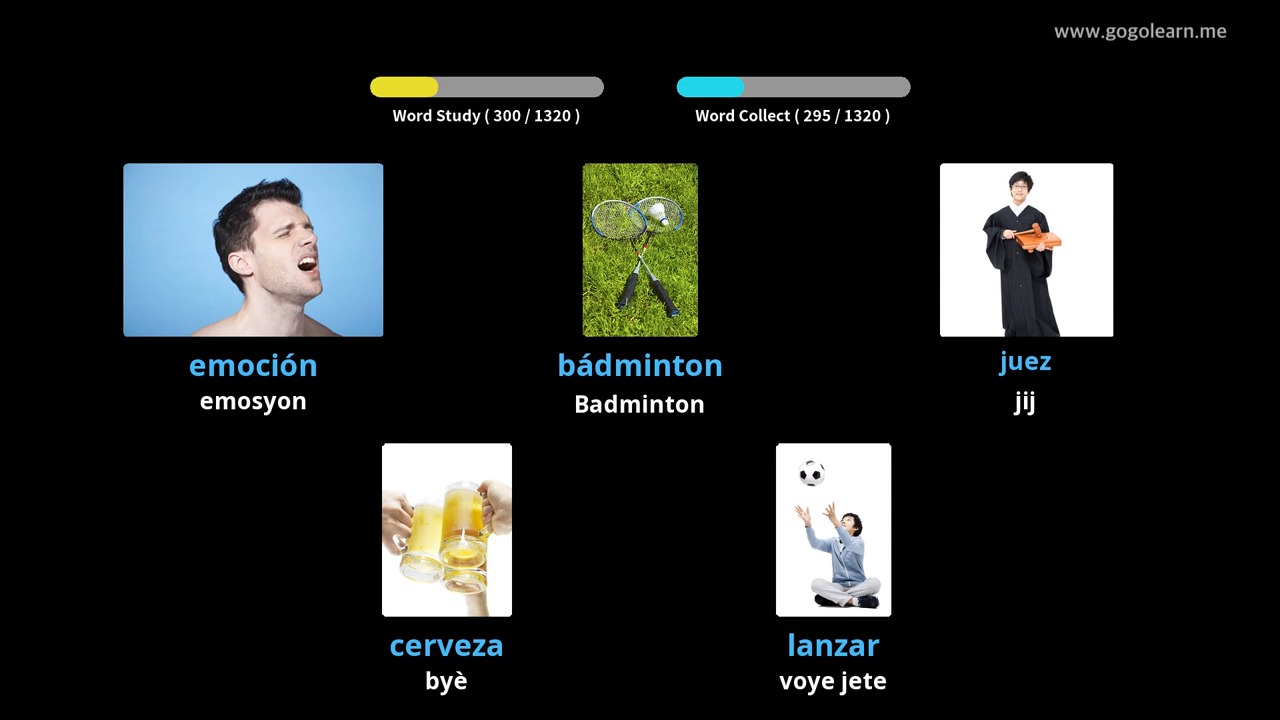 www.gogolearn.me
Word Study ( 300 / 1320 )
Word Collect ( 295 / 1320 )
emoción
emosyon
bádminton
Badminton
juez
jij
cerveza
byè
lanzar
voye jete